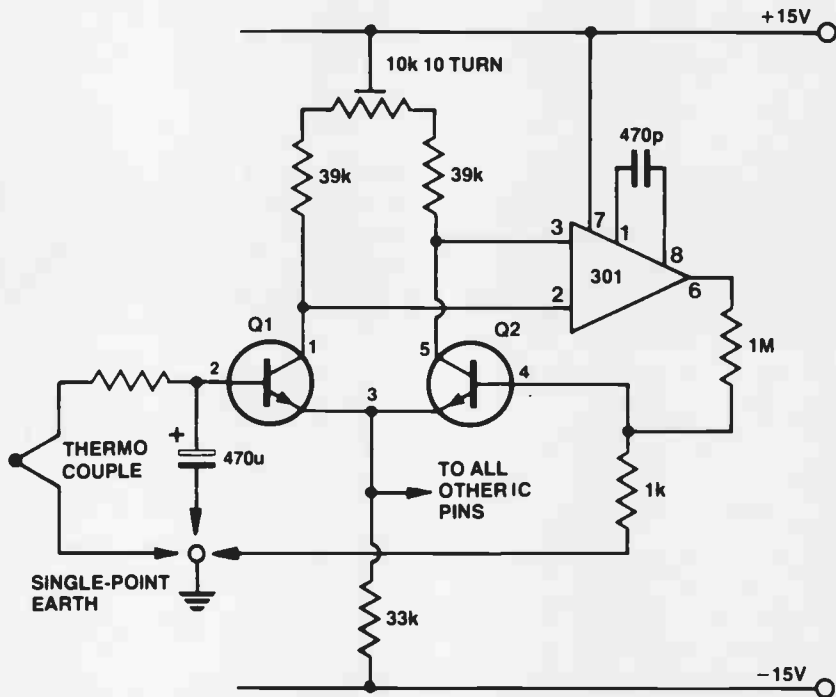 +15V
10k 10 TURN
470p
39k
39k
7
1
3
8
301
2
6
Q1
Q2
1M
1
5
2
4
3
+
THERMO
COUPLE
470u
TO ALL
OTHER IC
PINS
1k
SINGLE-POINT
EARTH
33k
−15V